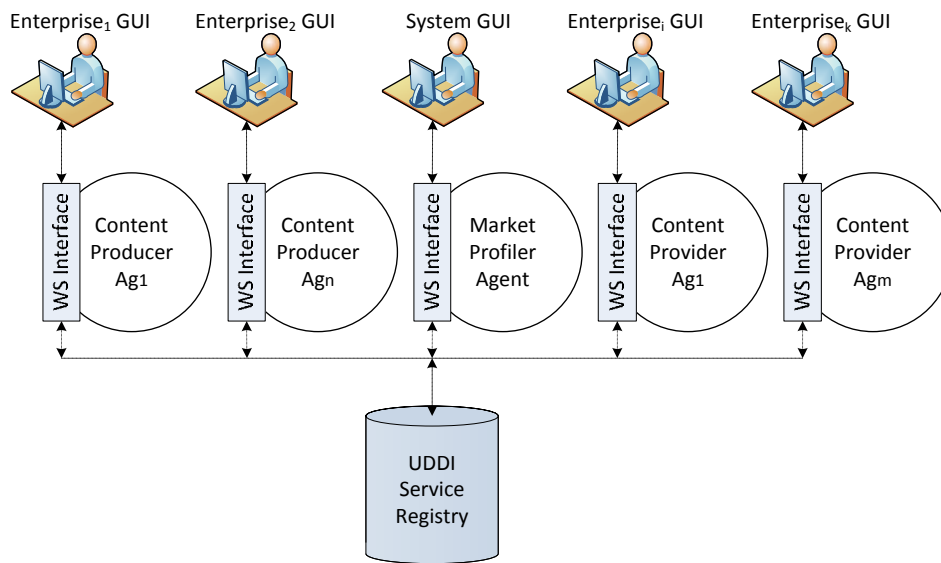 Enterprise₁ GUI
Enterprise₂ GUI
System GUI
Enterpriseᵢ GUI
Enterpriseₖ GUI
WS Interface
Content
Producer
Ag1
WS Interface
Content
Producer
Agn
WS Interface
Market
Profiler
Agent
WS Interface
Content
Provider
Ag1
WS Interface
Content
Provider
Agm
UDDI
Service
Registry